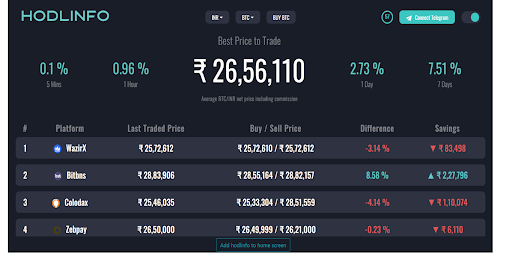 HODLINFO
INR
BTC
BUY BTC
57
Connect Telegram
Best Price to Trade
0.1 %
5 Mins
0.96 %
1 Hour
₹ 26,56,110
Average BTC/INR net price including commission
2.73 %
1 Day
7.51 %
7 Days
# Platform Last Traded Price Buy / Sell Price Difference Savings
1 WazirX ₹ 25,72,612 ₹ 25,72,610 / ₹ 25,72,612 -3.14 % ▼ ₹ 83,498
2 Bitbns ₹ 28,83,906 ₹ 28,55,164 / ₹ 28,82,157 8.58 % ▲ ₹ 2,27,796
3 Colodax ₹ 25,46,035 ₹ 25,33,304 / ₹ 28,51,559 -4.14 % ▼ ₹ 1,10,074
4 Zebpay ₹ 26,50,000 ₹ 26,49,999 / ₹ 26,21,000 -0.23 % ▼ ₹ 6,110
Add hodlinfo to home screen